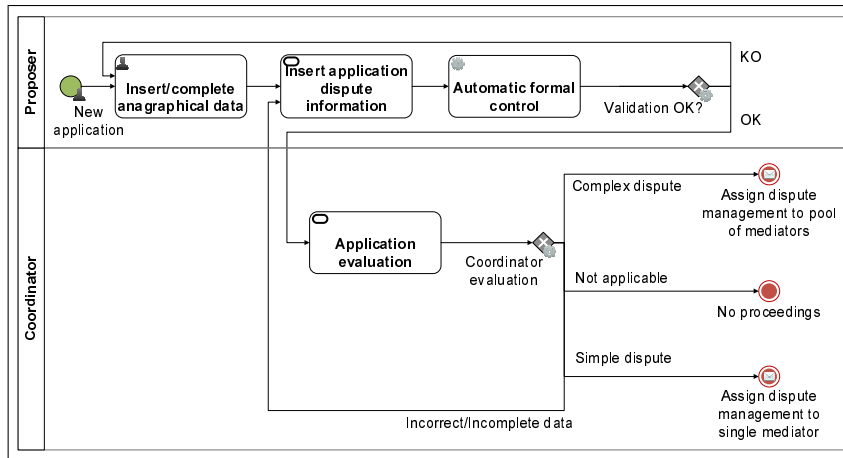 Proposer
New
application
Insert/complete
anagraphical data
Insert application
dispute
information
Automatic formal
control
Validation OK?
KO
OK
Coordinator
Application
evaluation
Coordinator
evaluation
Complex dispute
Assign dispute
management to pool
of mediators
Not applicable
No proceedings
Simple dispute
Assign dispute
management to
single mediator
Incorrect/Incomplete data